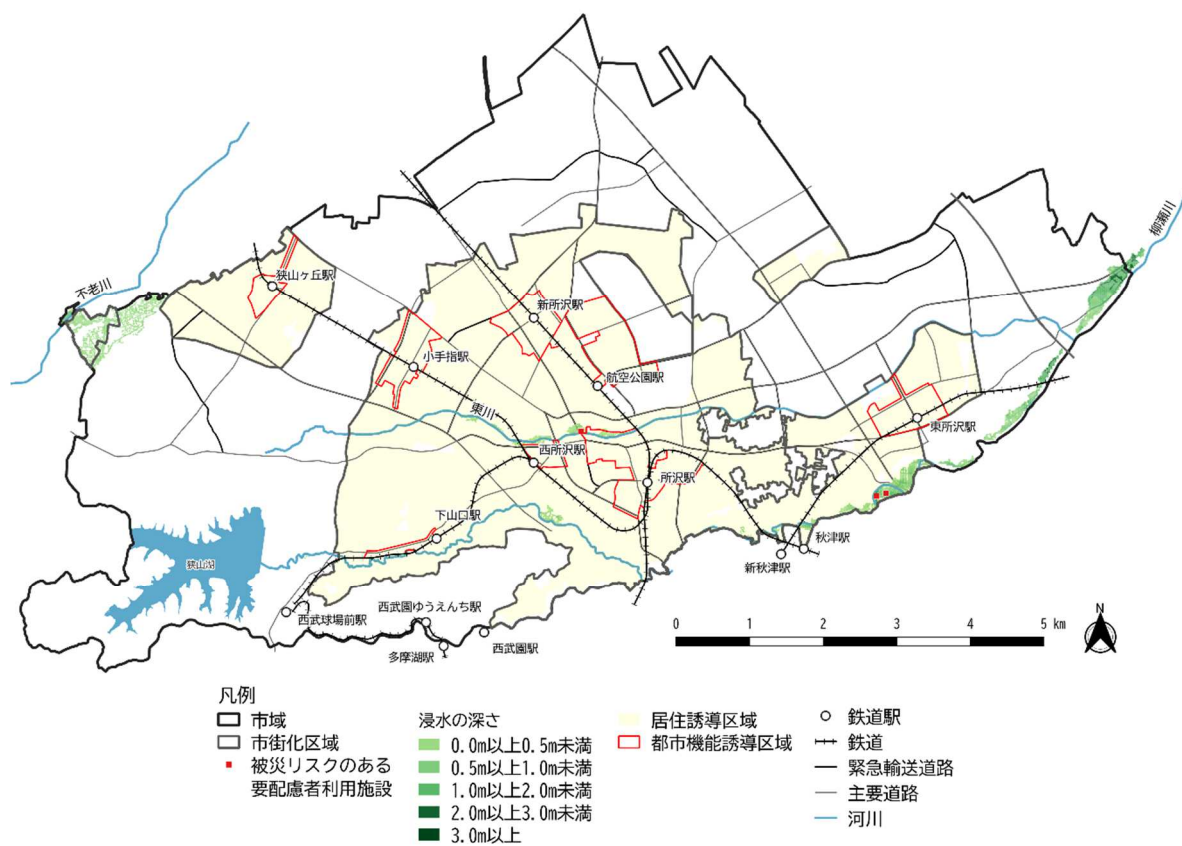 柳瀬川
不老川
狭山ヶ丘駅
新所沢駅
小手指駅
航空公園駅
東川
東所沢駅
西所沢駅
所沢駅
下山口駅
秋津駅
新秋津駅
狭山湖
西武園ゆうえんち駅
西武球場前駅
西武園駅
多摩湖駅
N
0 1 2 3 4 5 km
凡例
市域
市街化区域
被災リスクのある
要配慮者利用施設
浸水の深さ
0.0m以上0.5m未満
0.5m以上1.0m未満
1.0m以上2.0m未満
2.0m以上3.0m未満
3.0m以上
居住誘導区域
都市機能誘導区域
鉄道駅
鉄道
緊急輸送道路
主要道路
河川